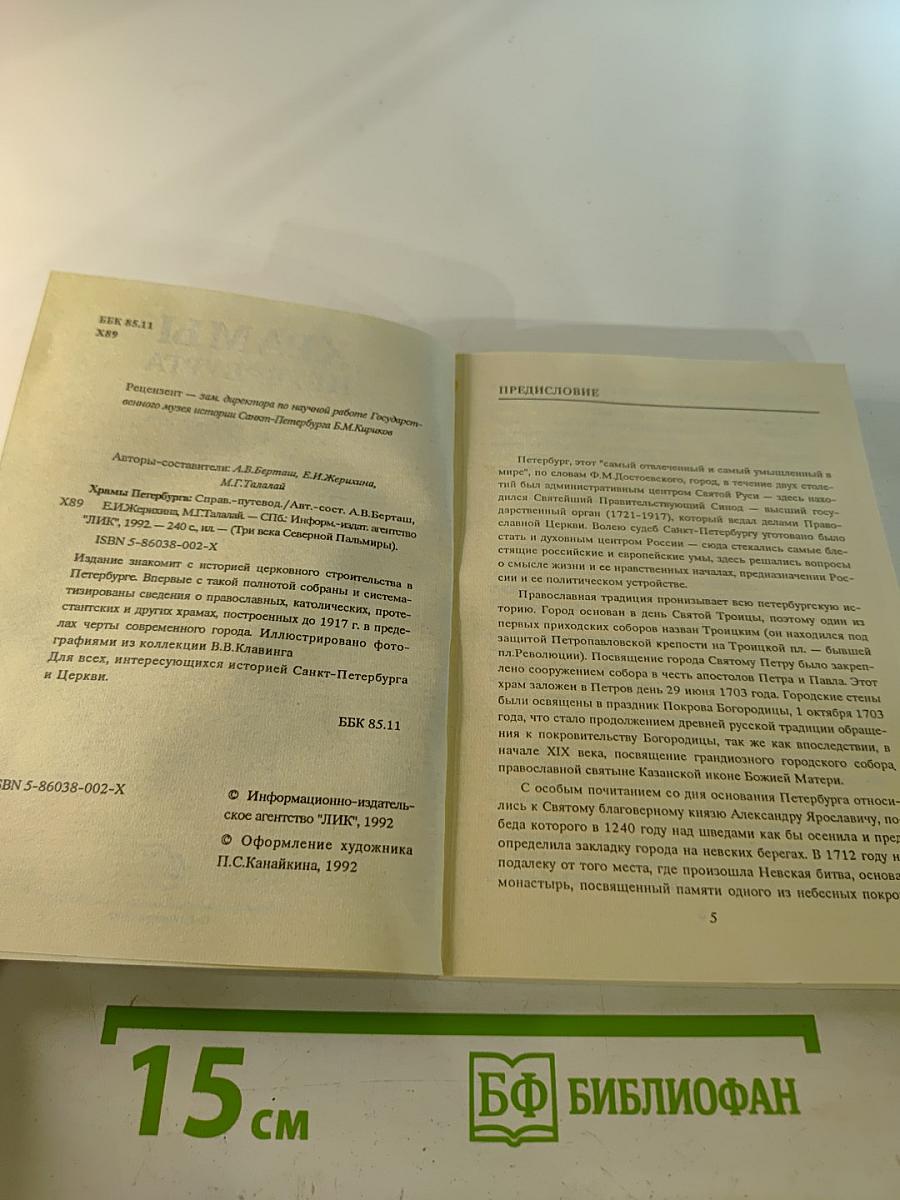 ББК 85.11
Х89
Рецензент — зам. директора по научной работе Государст-
венного музея истории Санкт-Петербурга Б.М.Кириков
Авторы-составители: А.В.Берташ, Е.И.Жерихина,
М.Г.Талалай
Храмы Петербурга: Справ.-путевод./Авт.-сост. А.В.Берташ,
Х89 Е.И.Жерихина, М.Г.Талалай. — СПб.: Информ.-издат. агентство
"ЛИК", 1992. — 240 с., ил. — (Три века Северной Пальмиры).
ISBN 5-86038-002-X
Издание знакомит с историей церковного строительства в
Петербурге. Впервые с такой полнотой собраны и система-
тизированы сведения о православных, католических, проте-
стантских и других храмах, построенных до 1917 г. в преде-
лах черты современного города. Иллюстрировано фото-
графиями из коллекции В.В.Клавинга
Для всех, интересующихся историей Санкт-Петербурга
и Церкви.
ББК 85.11
SBN 5-86038-002-X
© Информационно-издатель-
ское агентство "ЛИК", 1992
© Оформление художника
П.С.Канайкина, 1992
ПРЕДИСЛОВИЕ
Петербург, этот "самый отвлеченный и самый умышленный в
мире", по словам Ф.М.Достоевского, город, в течение двух столе-
тий был административным центром Святой Руси — здесь нахо-
дился Святейший Правительствующий Синод — высший госу-
дарственный орган (1721-1917), который ведал делами Право-
славной Церкви. Волею судеб Санкт-Петербургу уготовано было
стать и духовным центром России — сюда стекались самые бле-
стящие российские и европейские умы, здесь решались вопросы
о смысле жизни и ее нравственных началах, предназначении Рос-
сии и ее политическом устройстве.
Православная традиция пронизывает всю петербургскую ис-
торию. Город основан в день Святой Троицы, поэтому один из
первых приходских соборов назван Троицким (он находился под
защитой Петропавловской крепости на Троицкой пл. — бывшей
пл.Революции). Посвящение города Святому Петру было закреп-
лено сооружением собора в честь апостолов Петра и Павла. Этот
храм заложен в Петров день 29 июня 1703 года. Городские стены
были освящены в праздник Покрова Богородицы, 1 октября 1703
года, что стало продолжением древней русской традиции обраще-
ния к покровительству Богородицы, так же как впоследствии, в
начале XIX века, посвящение грандиозного городского собора,
православной святыне Казанской иконе Божией Матери.
С особым почитанием со дня основания Петербурга относи-
лись к Святому благоверному князю Александру Ярославичу, по-
беда которого в 1240 году над шведами как бы осенила и пред
определила закладку города на невских берегах. В 1712 году н
подалеку от того места, где произошла Невская битва, основа
монастырь, посвященный памяти одного из небесных покро
5
15 см
БФ БИБЛИОФАН